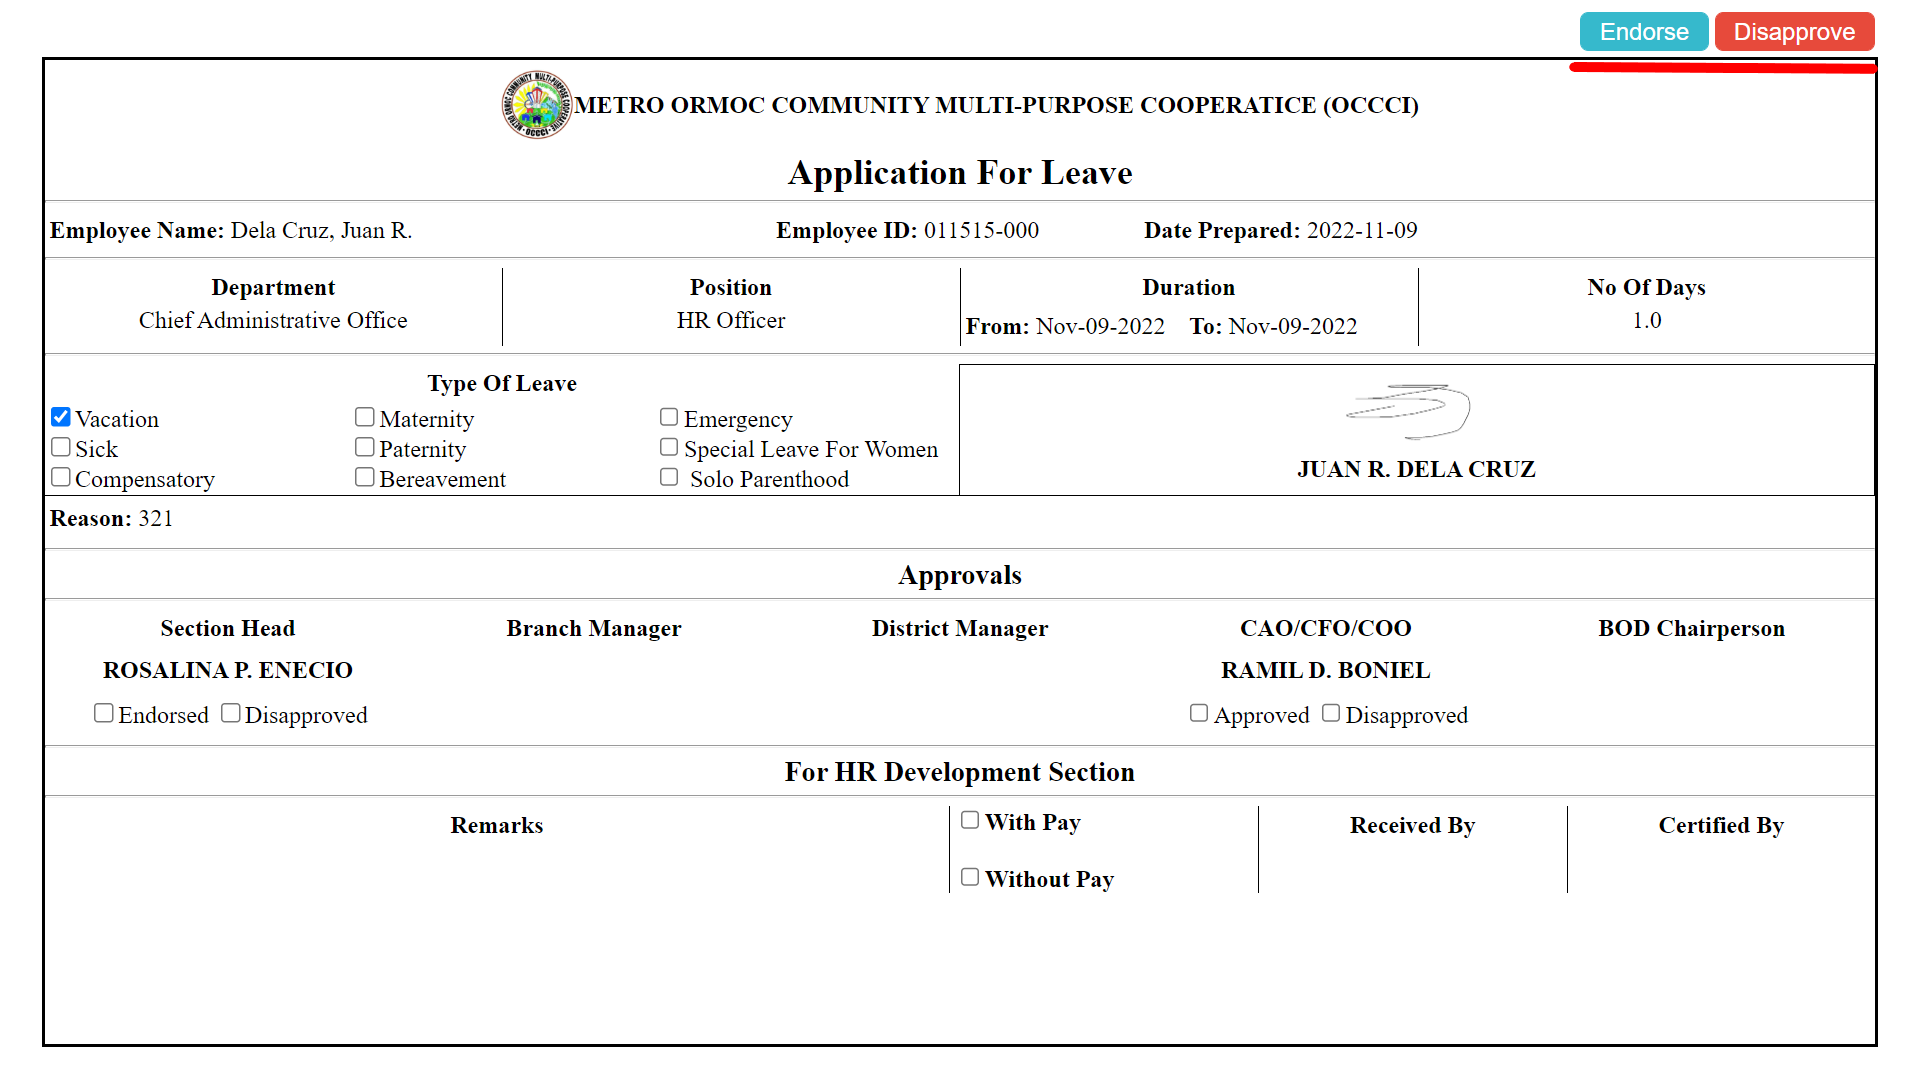 Endorse Disapprove
METRO ORMOC COMMUNITY MULTI-PURPOSE COOPERATICE (OCCCI)
Application For Leave
Employee Name: Dela Cruz, Juan R. Employee ID: 011515-000 Date Prepared: 2022-11-09
Department Position Duration No Of Days
Chief Administrative Office HR Officer From: Nov-09-2022 To: Nov-09-2022 1.0
Type Of Leave
Vacation Maternity Emergency
Sick Paternity Special Leave For Women
Compensatory Bereavement Solo Parenthood
JUAN R. DELA CRUZ
Reason: 321
Approvals
Section Head Branch Manager District Manager CAO/CFO/COO BOD Chairperson
ROSALINA P. ENECIO RAMIL D. BONIEL
Endorsed Disapproved Approved Disapproved
For HR Development Section
Remarks With Pay Received By Certified By
Without Pay